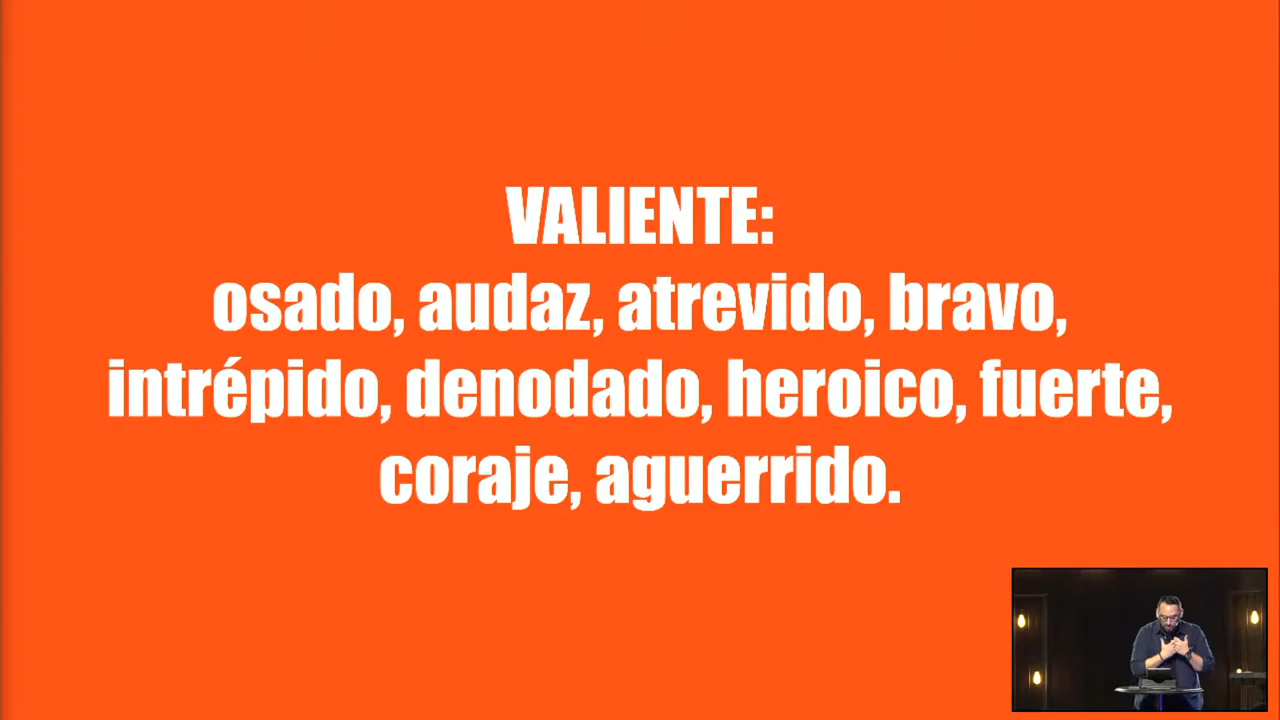 VALIENTE:
osado, audaz, atrevido, bravo,
intrépido, denodado, heroico, fuerte,
coraje, aguerrido.